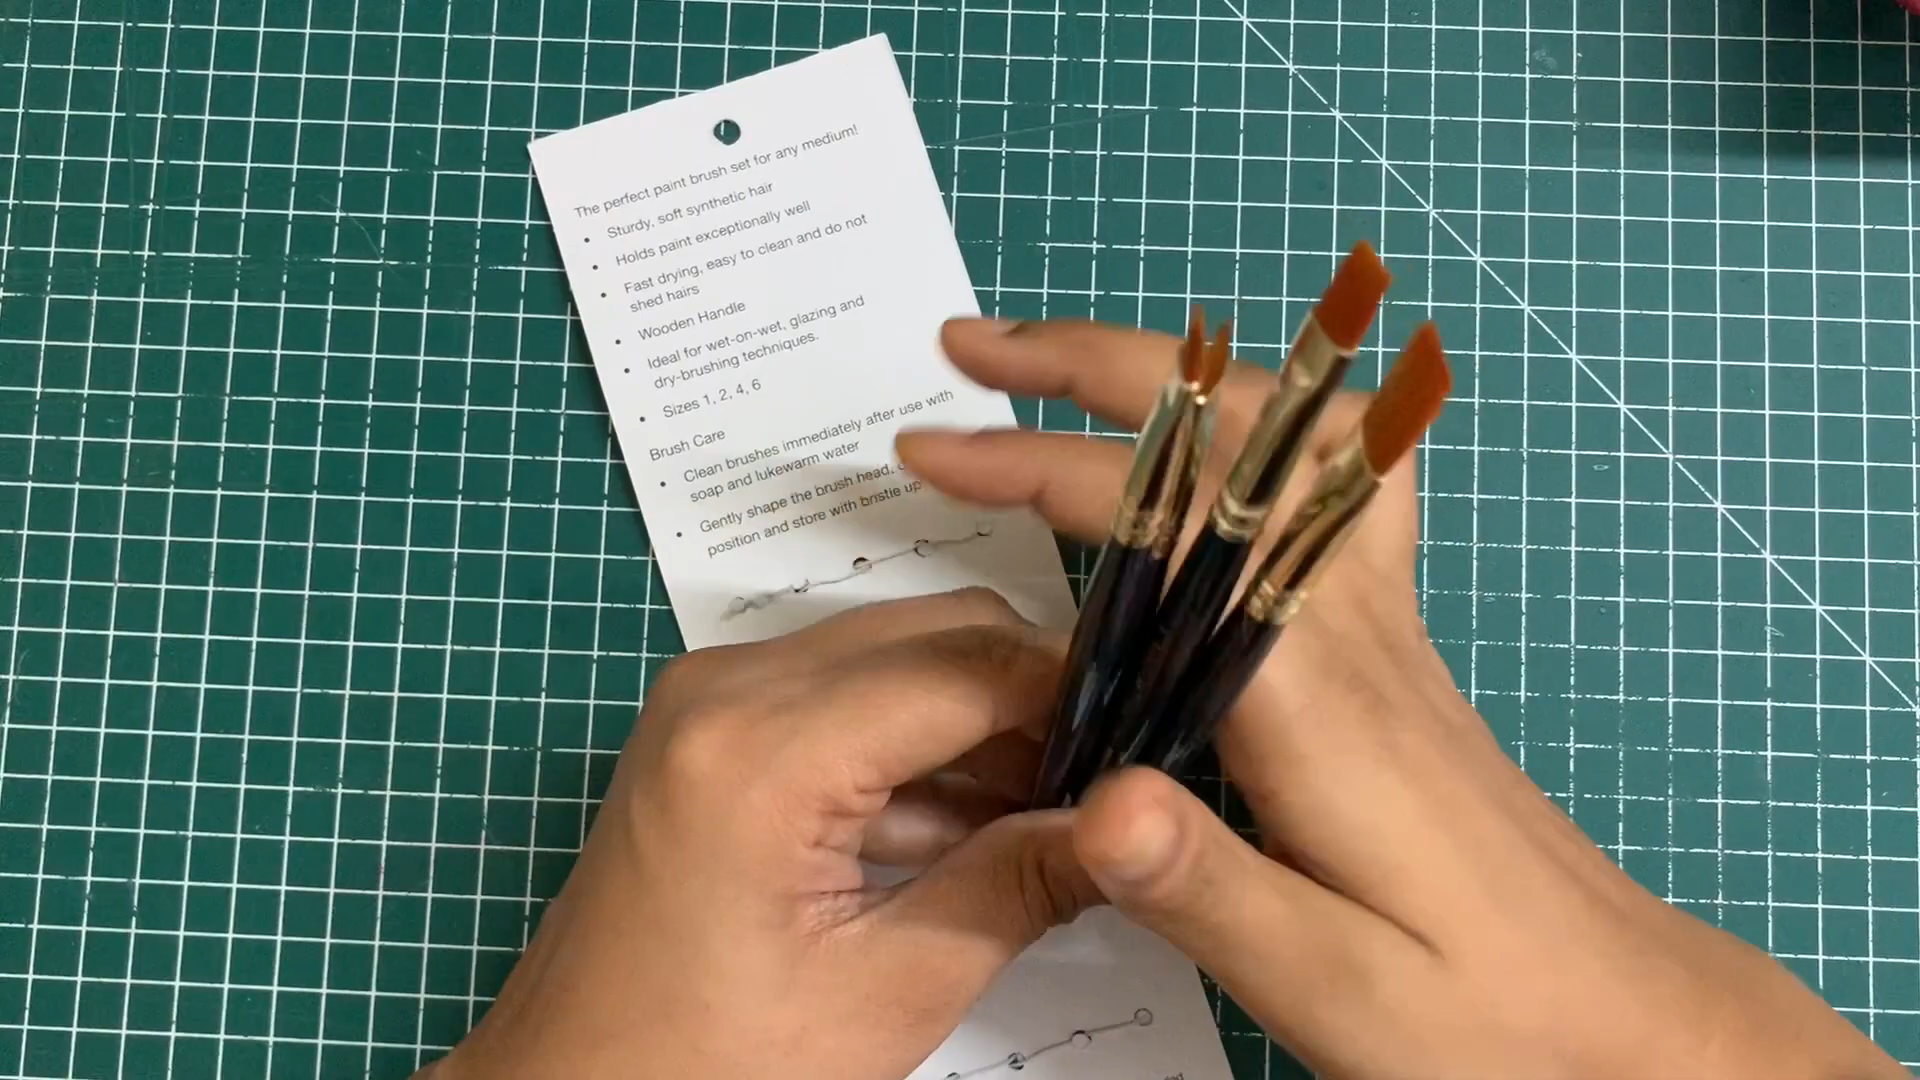 The perfect paint brush set for any medium!
• Sturdy, soft synthetic hair
• Holds paint exceptionally well
• Fast drying, easy to clean and do not
shed hairs
• Wooden Handle
• Ideal for wet-on-wet, glazing and
dry-brushing techniques.
• Sizes 1, 2, 4, 6
Brush Care
• Clean brushes immediately after use with
soap and lukewarm water
• Gently shape the brush head,
position and store with bristle up